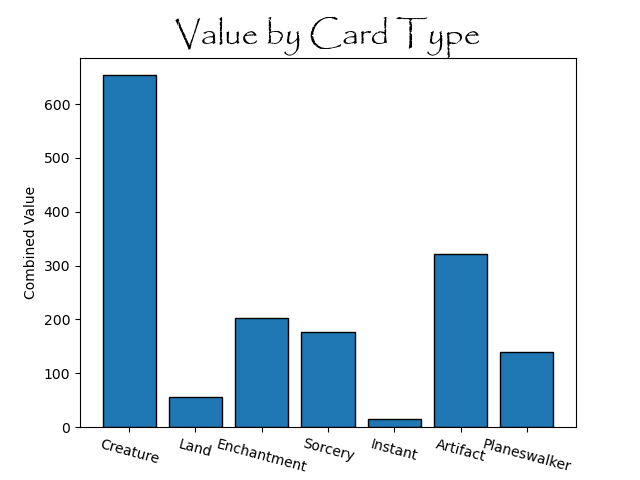 Value by Card Type
Combined Value
600
500
400
300
200
100
0
Creature
Land
Enchantment
Sorcery
Instant
Artifact
Planeswalker